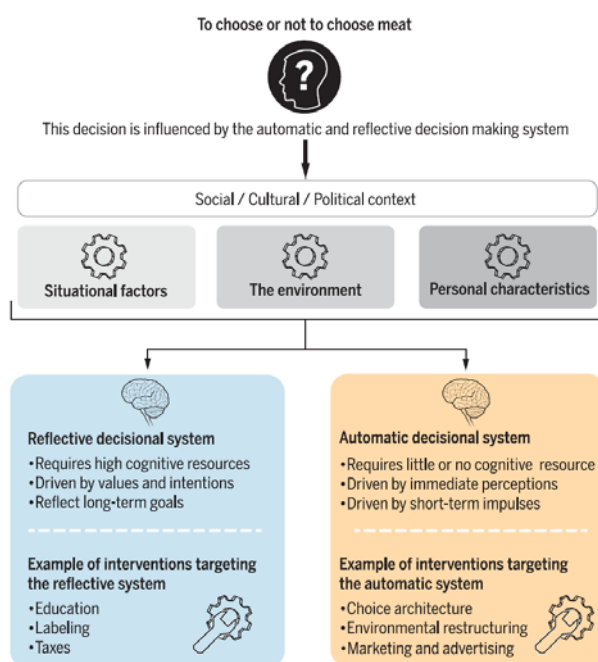 To choose or not to choose meat
?
This decision is influenced by the automatic and reflective decision making system
Social / Cultural / Political context
Situational factors
The environment
Personal characteristics
Reflective decisional system
•Requires high cognitive resources
•Driven by values and intentions
•Reflect long-term goals
Example of interventions targeting
the reflective system
•Education
•Labeling
•Taxes
Automatic decisional system
•Requires little or no cognitive resource
•Driven by immediate perceptions
•Driven by short-term impulses
Example of interventions targeting
the automatic system
•Choice architecture
•Environmental restructuring
•Marketing and advertising